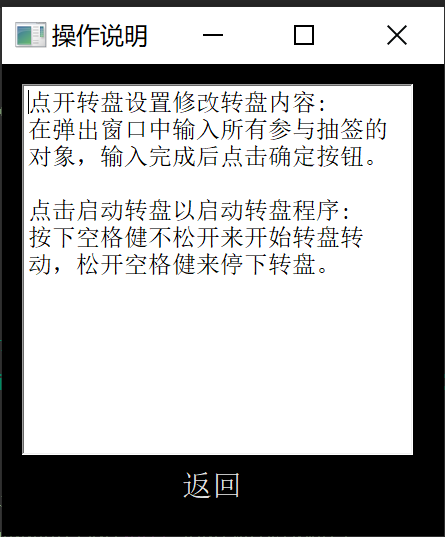 操作说明
点开转盘设置修改转盘内容:
在弹出窗口中输入所有参与抽签的
对象，输入完成后点击确定按钮。
点击启动转盘以启动转盘程序:
按下空格健不松开来开始转盘转
动，松开空格健来停下转盘。
返回